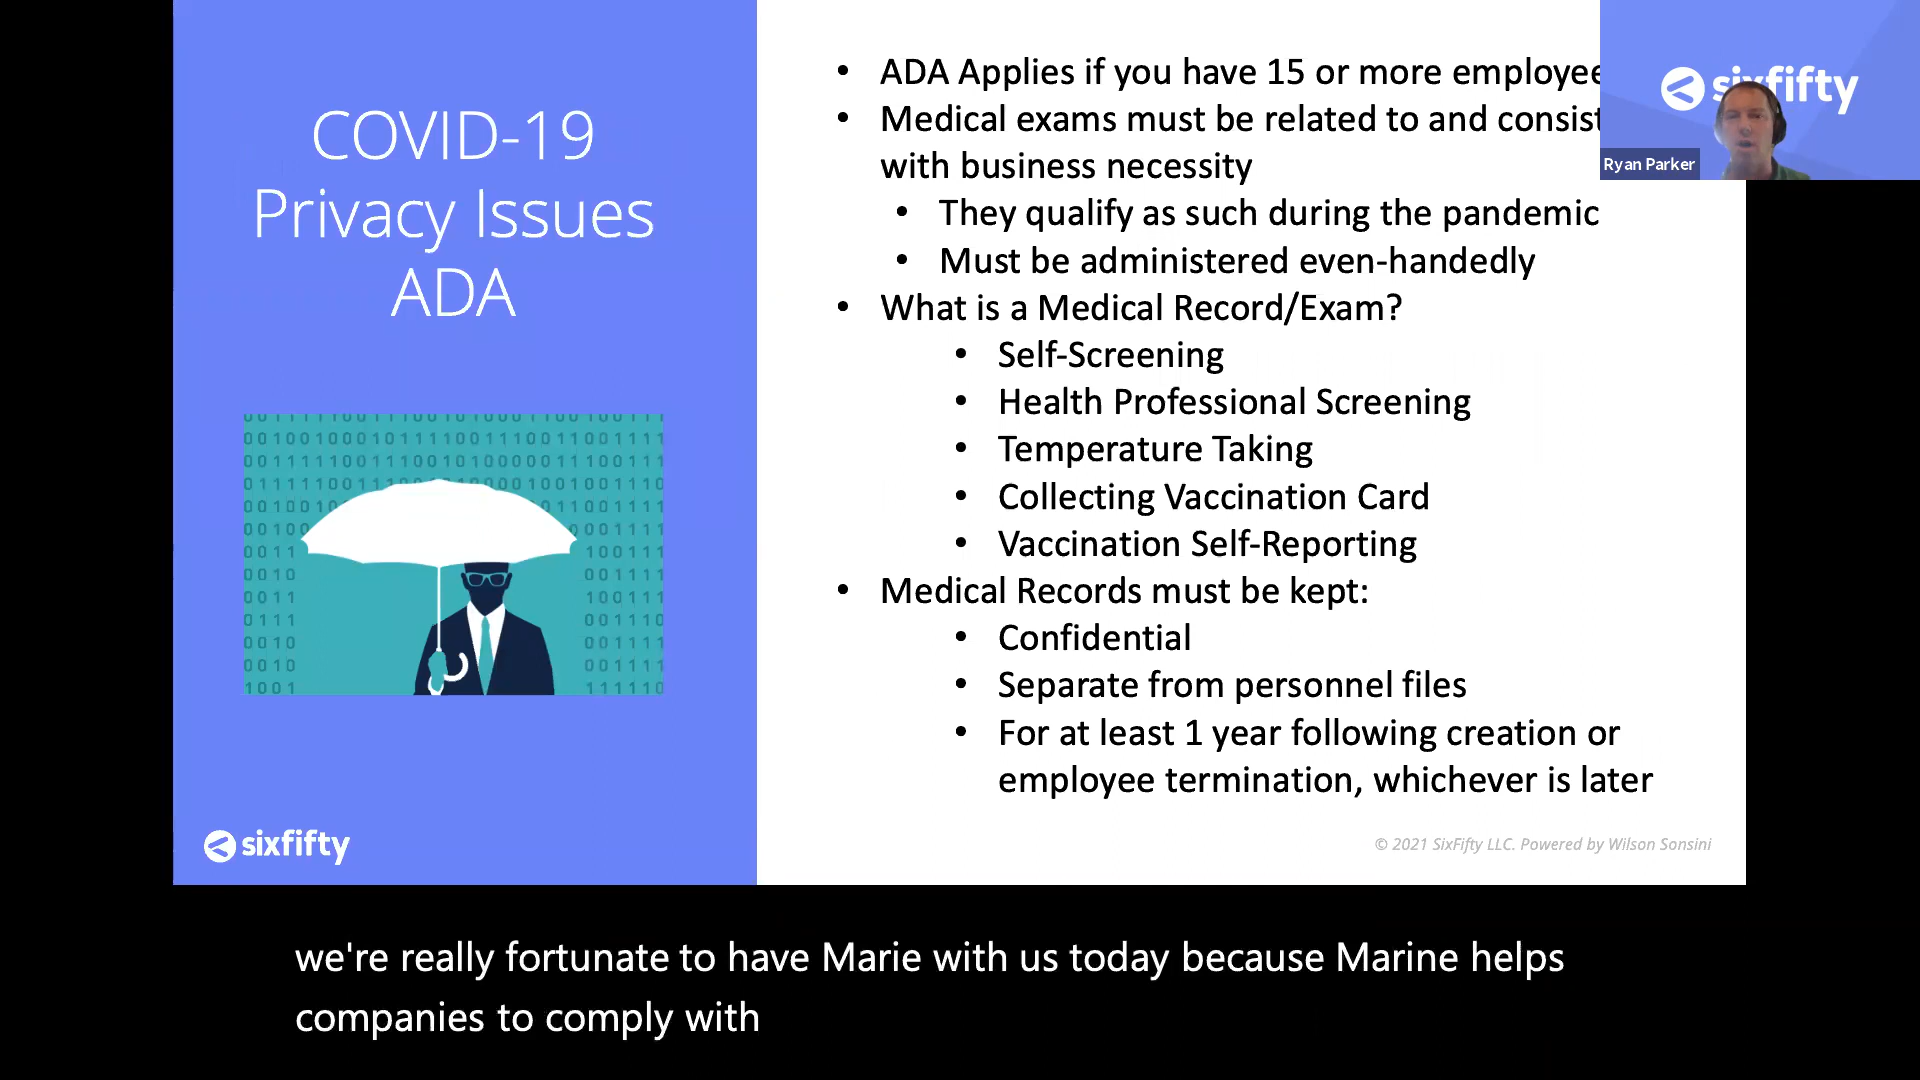 COVID-19
Privacy Issues
ADA
sixfifty
• ADA Applies if you have 15 or more employee
• Medical exams must be related to and consist
with business necessity
• They qualify as such during the pandemic
• Must be administered even-handedly
• What is a Medical Record/Exam?
• Self-Screening
• Health Professional Screening
• Temperature Taking
• Collecting Vaccination Card
• Vaccination Self-Reporting
• Medical Records must be kept:
• Confidential
• Separate from personnel files
• For at least 1 year following creation or
employee termination, whichever is later
© 2021 SixFifty LLC. Powered by Wilson Sonsini
sixfifty
Ryan Parker
we're really fortunate to have Marie with us today because Marine helps
companies to comply with